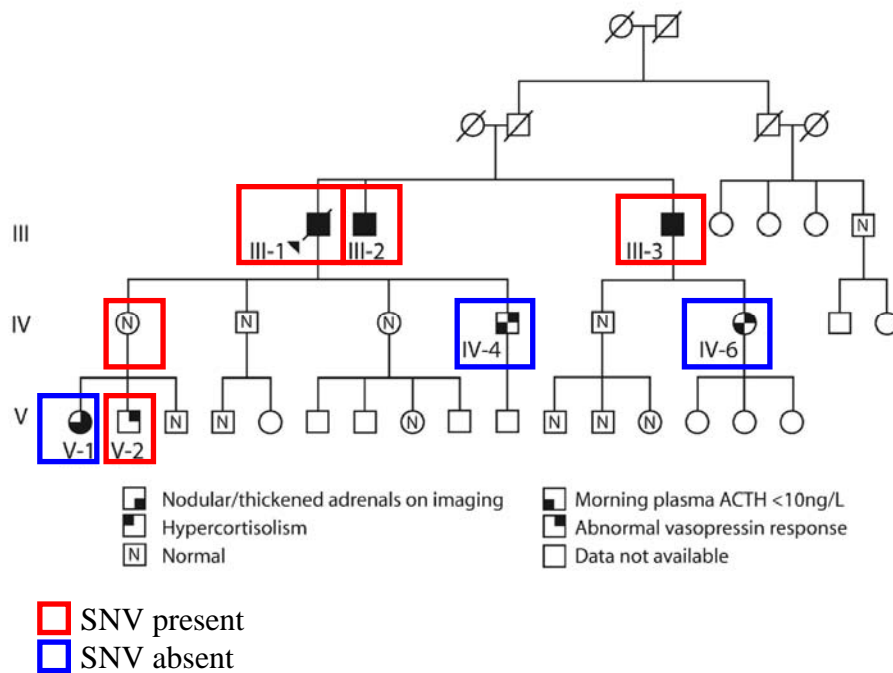 III
III-1 III-2 III-3 N
IV
N N N IV-4 N IV-6
V
V-1 V-2 N N N N N N
Nodular/thickened adrenals on imaging
Hypercortisolism
N Normal
Morning plasma ACTH <10ng/L
Abnormal vasopressin response
Data not available
SNV present
SNV absent